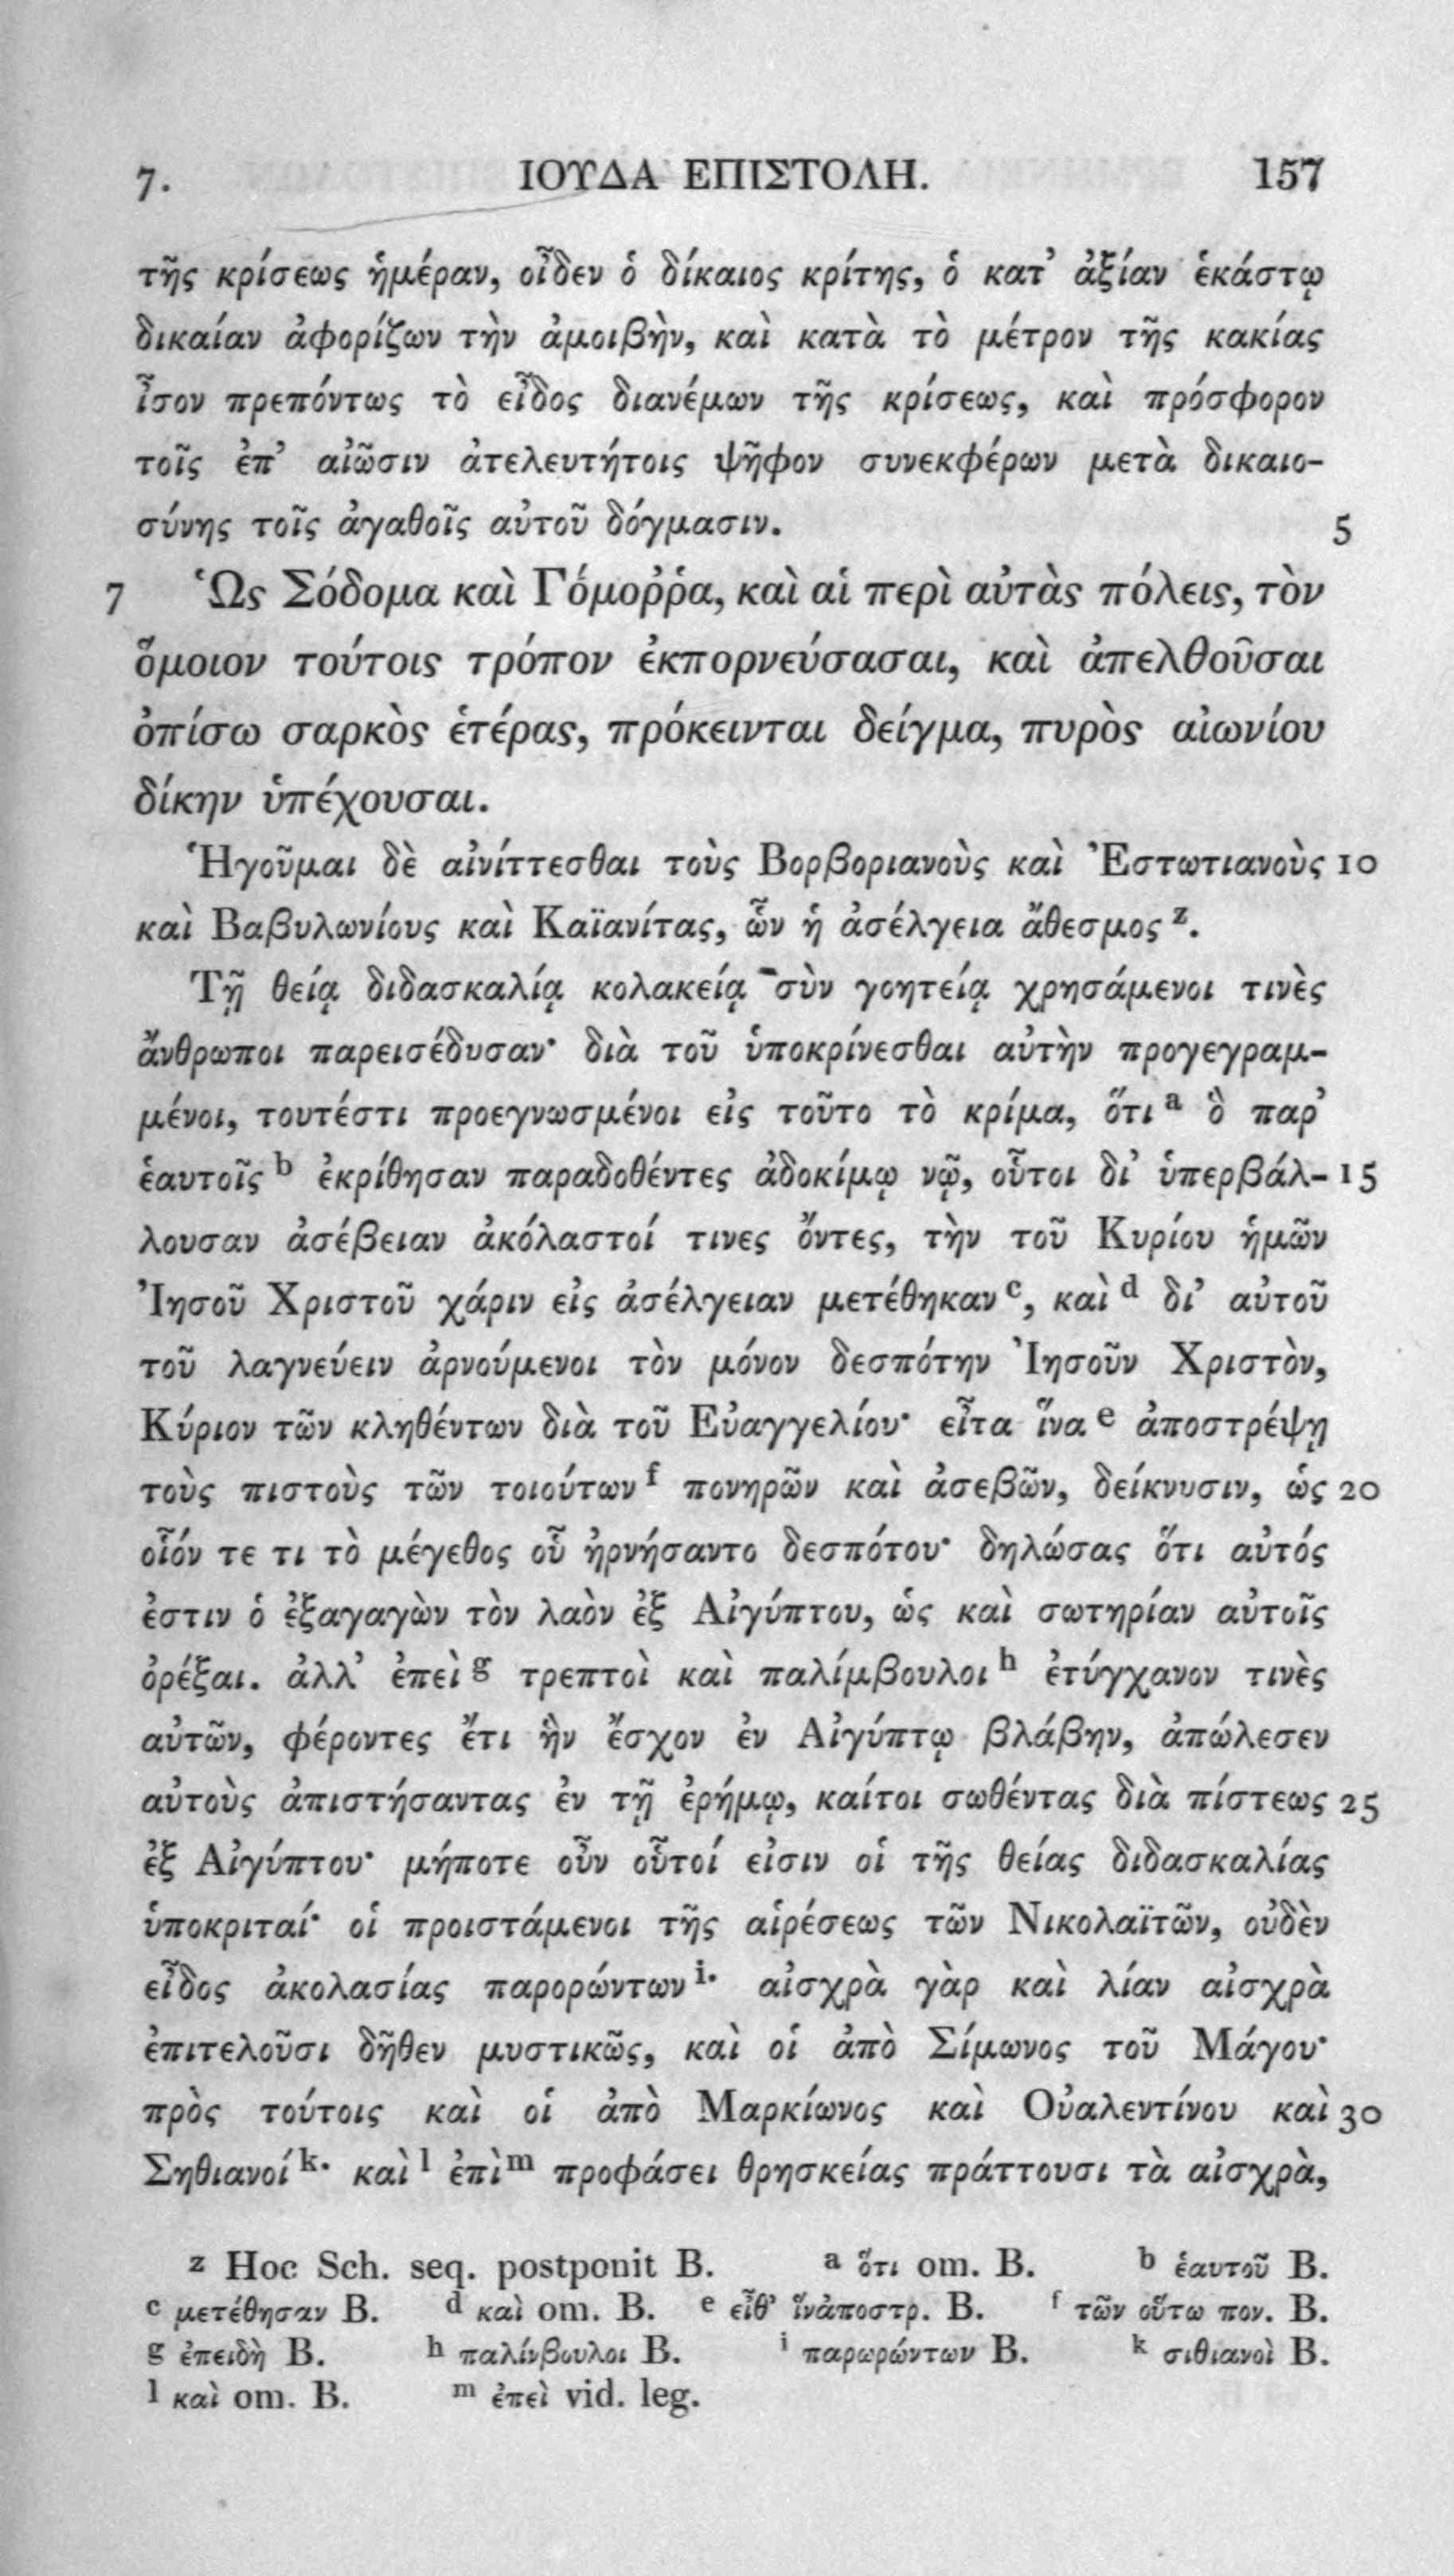 7. ΙΟΥΔΑ ΕΠΙΣΤΟΛΗ. 157
τῆς κρίσεως ἡμέραν, οἶδεν ὁ δίκαιος κρίτης, ὁ κατ’ ἀξίαν ἑκάστῳ
δικαίαν ἀφορίζων τὴν ἀμοιβὴν, καὶ κατὰ τὸ μέτρον τῆς κακίας
ἶσον πρεπόντως τὸ εἶδος διανέμων τῆς κρίσεως, καὶ πρόσφορον
τοῖς ἐπ’ αἰῶσιν ἀτελευτήτοις ψῆφον συνεκφέρων μετὰ δικαιο-
σύνης τοῖς ἀγαθοῖς αὐτοῦ δόγμασιν. 5
7 Ὡς Σόδομα καὶ Γόμοῤῥα, καὶ αἱ περὶ αὐτὰς πόλεις, τὸν
ὅμοιον τούτοις τρόπον ἐκπορνεύσασαι, καὶ ἀπελθοῦσαι
ὀπίσω σαρκὸς ἑτέρας, πρόκεινται δείγμα, πυρὸς αἰωνίου
δίκην ὑπέχουσαι.
Ἡγοῦμαι δὲ αἰνίττεσθαι τοὺς Βορβοριανοὺς καὶ Ἐστωτιανοὺς 10
καὶ Βαβυλωνίους καὶ Καϊανίτας, ὧν ἡ ἀσέλγεια ἄθεσμος z.
Τῇ θείᾳ διδασκαλίᾳ κολακείᾳ σὺν γοητείᾳ χρησάμενοι τινὲς
ἄνθρωποι παρεισέδυσαν· διὰ τοῦ ὑποκρίνεσθαι αὐτὴν προγεγραμ-
μένοι, τουτέστι προεγνωσμένοι εἰς τοῦτο τὸ κρίμα, ὅτι a ὃ παρ’
ἑαυτοῖς b ἐκρίθησαν παραδοθέντες ἀδοκίμῳ νῷ, οὗτοι δι’ ὑπερβάλ- 15
λουσαν ἀσέβειαν ἀκόλαστοί τινες ὄντες, τὴν τοῦ Κυρίου ἡμῶν
Ἰησοῦ Χριστοῦ χάριν εἰς ἀσέλγειαν μετέθηκαν c, καὶ d δι’ αὐτοῦ
τοῦ λαγνεύειν ἀρνούμενοι τὸν μόνον δεσπότην Ἰησοῦν Χριστὸν,
Κύριον τῶν κληθέντων διὰ τοῦ Εὐαγγελίου· εἶτα ἵνα e ἀποστρέψῃ
τοὺς πιστοὺς τῶν τοιούτων f πονηρῶν καὶ ἀσεβῶν, δείκνυσιν, ὡς 20
οἷόν τε τι τὸ μέγεθος οὗ ἠρνήσαντο δεσπότου· δηλώσας ὅτι αὐτός
ἐστιν ὁ ἐξαγαγὼν τὸν λαὸν ἐξ Αἰγύπτου, ὡς καὶ σωτηρίαν αὐτοῖς
ὀρέξαι. ἀλλ’ ἐπεὶ g τρεπτοὶ καὶ παλίμβουλοι h ἐτύγχανον τινὲς
αὐτῶν, φέροντες ἔτι ἣν ἔσχον ἐν Αἰγύπτῳ βλάβην, ἀπώλεσεν
αὐτοὺς ἀπιστήσαντας ἐν τῇ ἐρήμῳ, καίτοι σωθέντας διὰ πίστεως 25
ἐξ Αἰγύπτου· μήποτε οὖν οὗτοί εἰσιν οἱ τῆς θείας διδασκαλίας
ὑποκριταί· οἱ προιστάμενοι τῆς αἱρέσεως τῶν Νικολαϊτῶν, οὐδὲν
εἶδος ἀκολασίας παρορώντων i· αἰσχρὰ γὰρ καὶ λίαν αἰσχρὰ
ἐπιτελοῦσι δῆθεν μυστικῶς, καὶ οἱ ἀπὸ Σίμωνος τοῦ Μάγου·
πρὸς τούτοις καὶ οἱ ἀπὸ Μαρκίωνος καὶ Οὐαλεντίνου καὶ 30
Σηθιανοί k· καὶ l ἐπὶ m προφάσει θρησκείας πράττουσι τὰ αἰσχρὰ,
z Hoc Sch. seq. postponit B. a ὅτι om. B. b ἑαυτοῦ B.
c μετέθησαν B. d καὶ om. B. e εἶθ’ ἵνἀποστρ. B. f τῶν οὕτω πον. B.
g ἐπειδὴ B. h παλίνβουλοι B. i παρωρώντων B. k σιθιανοὶ B.
l καὶ om. B. m ἐπεὶ vid. leg.